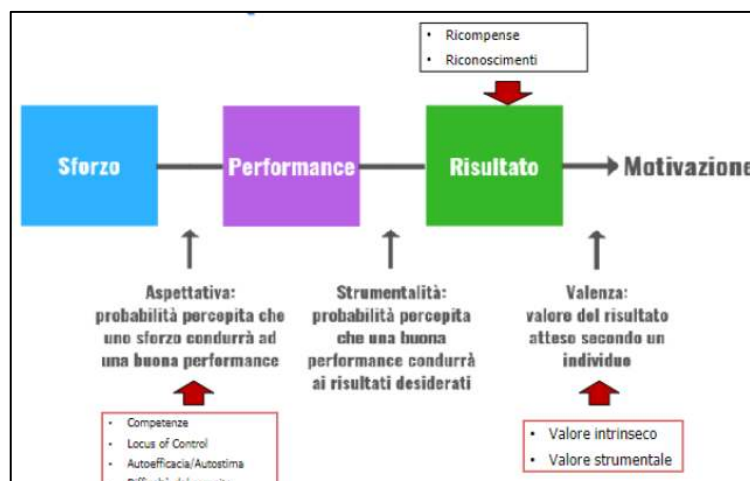 • Ricompense
• Riconoscimenti
Sforzo
Performance
Risultato
Motivazione
Aspettativa:
probabilità percepita che
uno sforzo condurrà ad
una buona performance
Strumentalità:
probabilità percepita
che una buona
performance condurrà
ai risultati desiderati
Valenza:
valore del risultato
atteso secondo un
individuo
• Competenze
• Locus of Control
• Autoefficacia/Autostima
• Valore intrinseco
• Valore strumentale